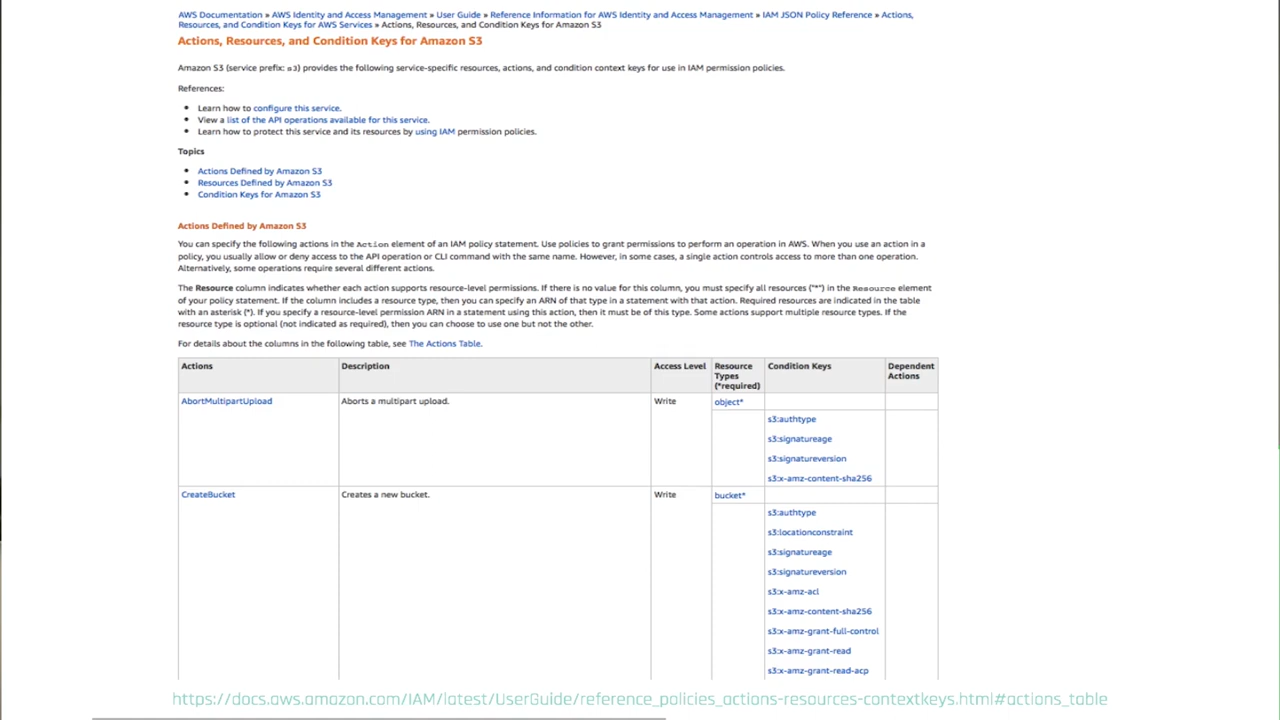 AWS Documentation » AWS Identity and Access Management » User Guide » Reference Information for AWS Identity and Access Management » IAM JSON Policy Reference » Actions,
Resources, and Condition Keys for AWS Services » Actions, Resources, and Condition Keys for Amazon S3
Actions, Resources, and Condition Keys for Amazon S3
Amazon S3 (service prefix: s3) provides the following service-specific resources, actions, and condition context keys for use in IAM permission policies.
References:
• Learn how to configure this service.
• View a list of the API operations available for this service.
• Learn how to protect this service and its resources by using IAM permission policies.
Topics
• Actions Defined by Amazon S3
• Resources Defined by Amazon S3
• Condition Keys for Amazon S3
Actions Defined by Amazon S3
You can specify the following actions in the Action element of an IAM policy statement. Use policies to grant permissions to perform an operation in AWS. When you use an action in a
policy, you usually allow or deny access to the API operation or CLI command with the same name. However, in some cases, a single action controls access to more than one operation.
Alternatively, some operations require several different actions.
The Resource column indicates whether each action supports resource-level permissions. If there is no value for this column, you must specify all resources ("*") in the Resource element
of your policy statement. If the column includes a resource type, then you can specify an ARN of that type in a statement with that action. Required resources are indicated in the table
with an asterisk (*). If you specify a resource-level permission ARN in a statement using this action, then it must be of this type. Some actions support multiple resource types. If the
resource type is optional (not indicated as required), then you can choose to use one but not the other.
For details about the columns in the following table, see The Actions Table.
Actions Description Access Level Resource Types (*required) Condition Keys Dependent Actions
AbortMultipartUpload Aborts a multipart upload. Write object*
s3:authtype
s3:signatureage
s3:signatureversion
s3:x-amz-content-sha256
CreateBucket Creates a new bucket. Write bucket*
s3:authtype
s3:locationconstraint
s3:signatureage
s3:signatureversion
s3:x-amz-acl
s3:x-amz-content-sha256
s3:x-amz-grant-full-control
s3:x-amz-grant-read
s3:x-amz-grant-read-acp
https://docs.aws.amazon.com/IAM/latest/UserGuide/reference_policies_actions-resources-contextkeys.html#actions_table